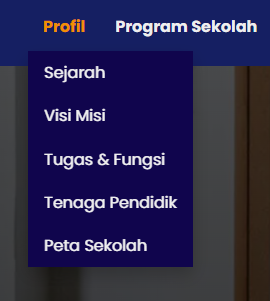 Profil Program Sekolah
Sejarah
Visi Misi
Tugas & Fungsi
Tenaga Pendidik
Peta Sekolah